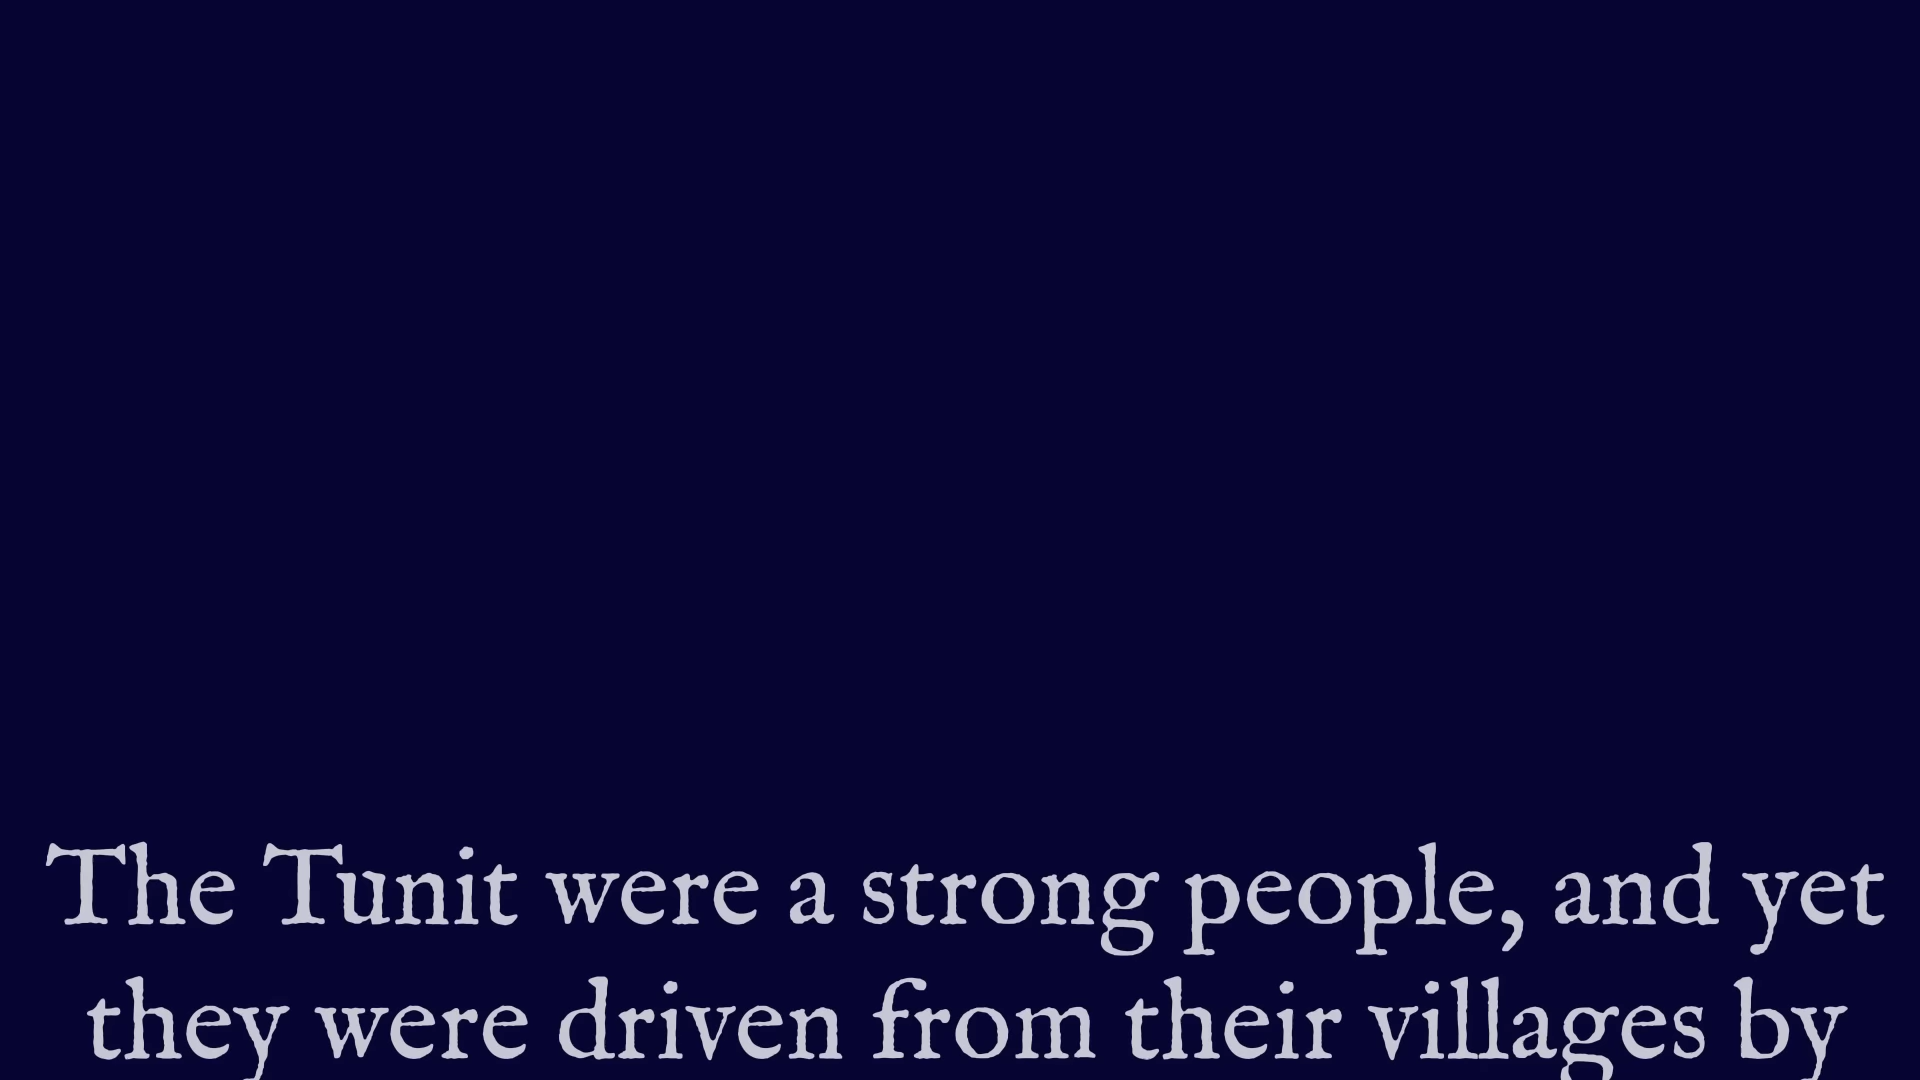 The Tunit were a strong people, and yet
they were driven from their villages by